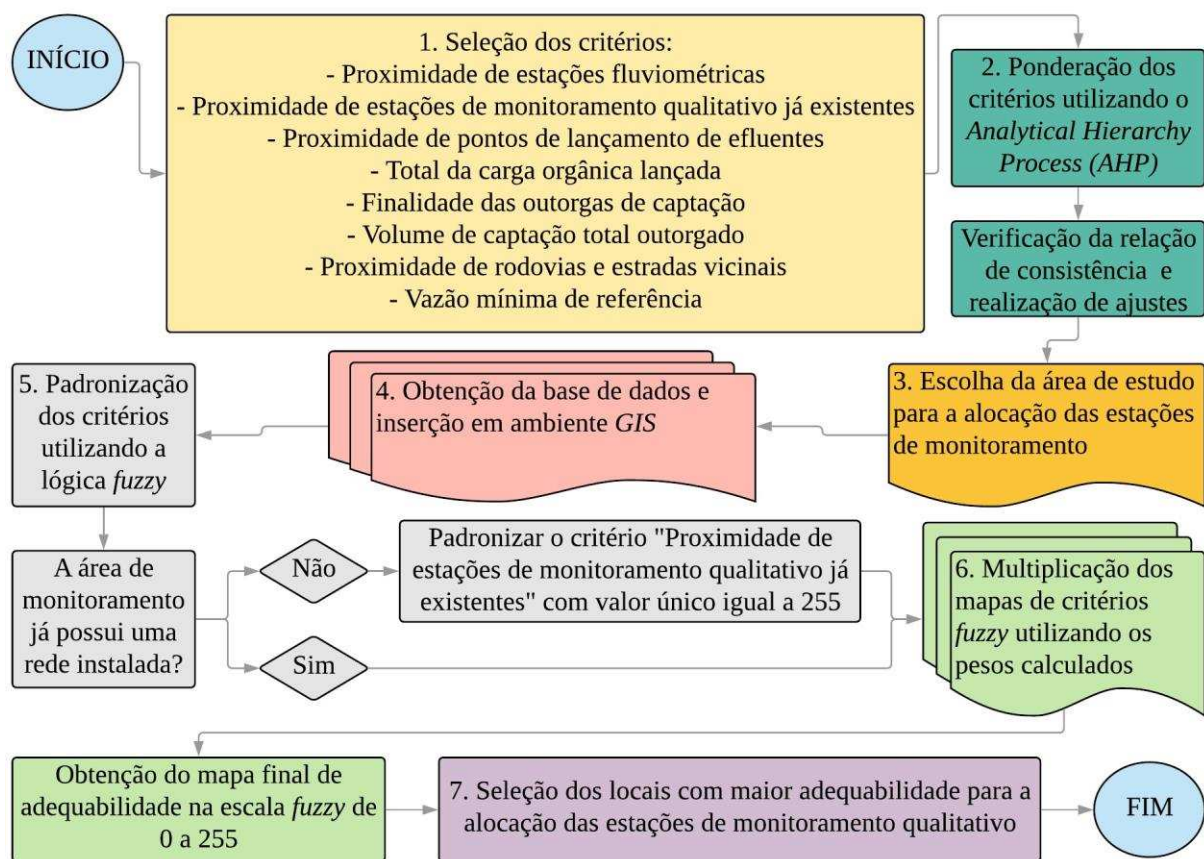 INÍCIO
1. Seleção dos critérios:
- Proximidade de estações fluviométricas
- Proximidade de estações de monitoramento qualitativo já existentes
- Proximidade de pontos de lançamento de efluentes
- Total da carga orgânica lançada
- Finalidade das outorgas de captação
- Volume de captação total outorgado
- Proximidade de rodovias e estradas vicinais
- Vazão mínima de referência
2. Ponderação dos
critérios utilizando o
Analytical Hierarchy
Process (AHP)
Verificação da relação
de consistência e
realização de ajustes
3. Escolha da área de estudo
para a alocação das estações
de monitoramento
4. Obtenção da base de dados e
inserção em ambiente GIS
5. Padronização
dos critérios
utilizando a
lógica fuzzy
A área de
monitoramento
já possui uma
rede instalada?
Não
Padronizar o critério "Proximidade de
estações de monitoramento qualitativo já
existentes" com valor único igual a 255
Sim
6. Multiplicação dos
mapas de critérios
fuzzy utilizando os
pesos calculados
Obtenção do mapa final de
adequabilidade na escala fuzzy de
0 a 255
7. Seleção dos locais com maior adequabilidade para a
alocação das estações de monitoramento qualitativo
FIM